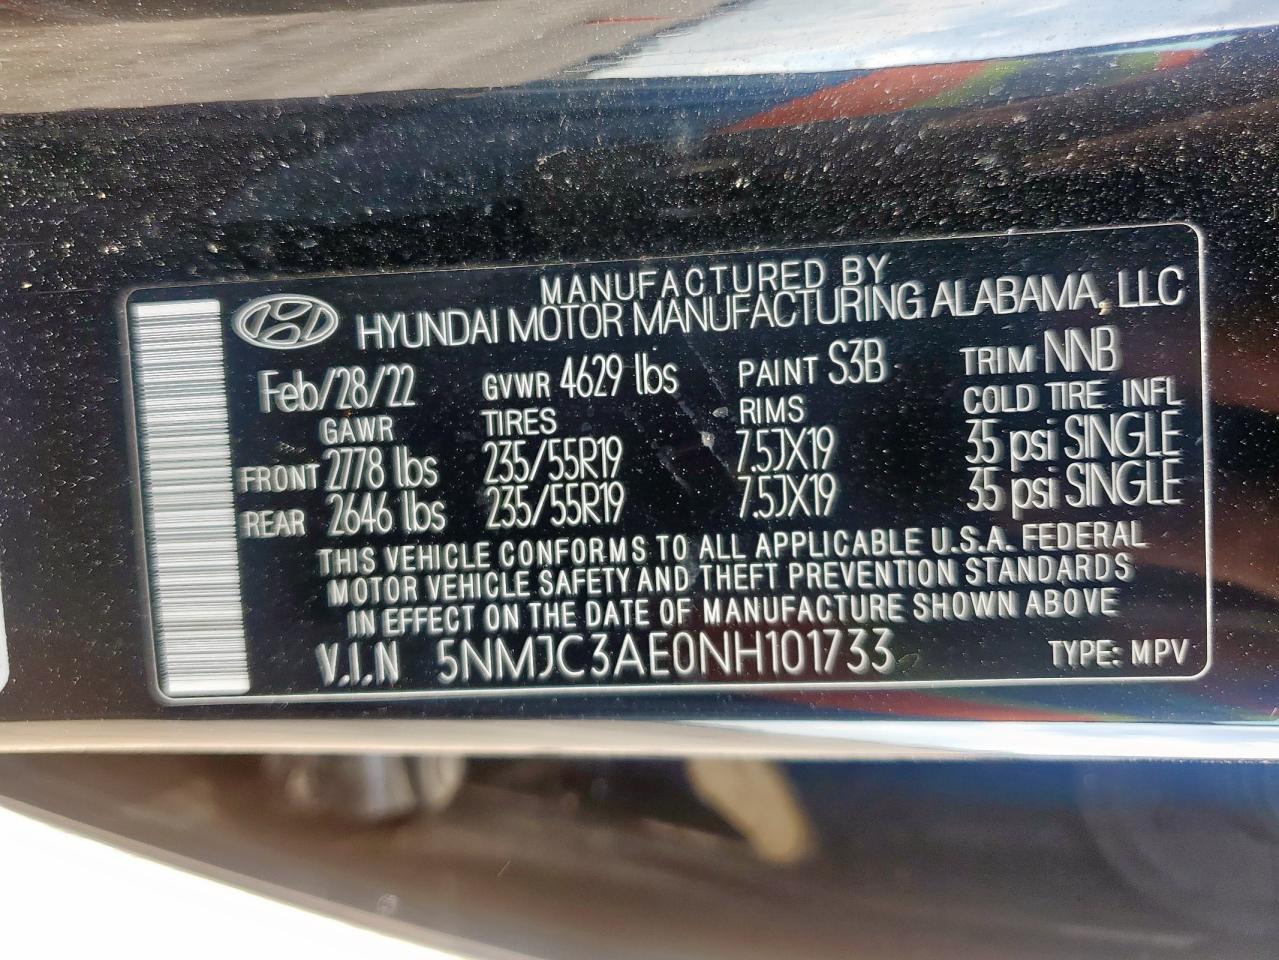 MANUFACTURED BY
HYUNDAI MOTOR MANUFACTURING ALABAMA, LLC
Feb/28/22 GVWR 4629 lbs PAINT S3B TRIM NNB
GAWR TIRES RIMS COLD TIRE INFL
FRONT 2778 lbs 235/55R19 7.5JX19 35 psi SINGLE
REAR 2646 lbs 235/55R19 7.5JX19 35 psi SINGLE
THIS VEHICLE CONFORMS TO ALL APPLICABLE U.S.A. FEDERAL
MOTOR VEHICLE SAFETY AND THEFT PREVENTION STANDARDS
IN EFFECT ON THE DATE OF MANUFACTURE SHOWN ABOVE
V.I.N 5NMJC3AE0NH101733 TYPE: MPV